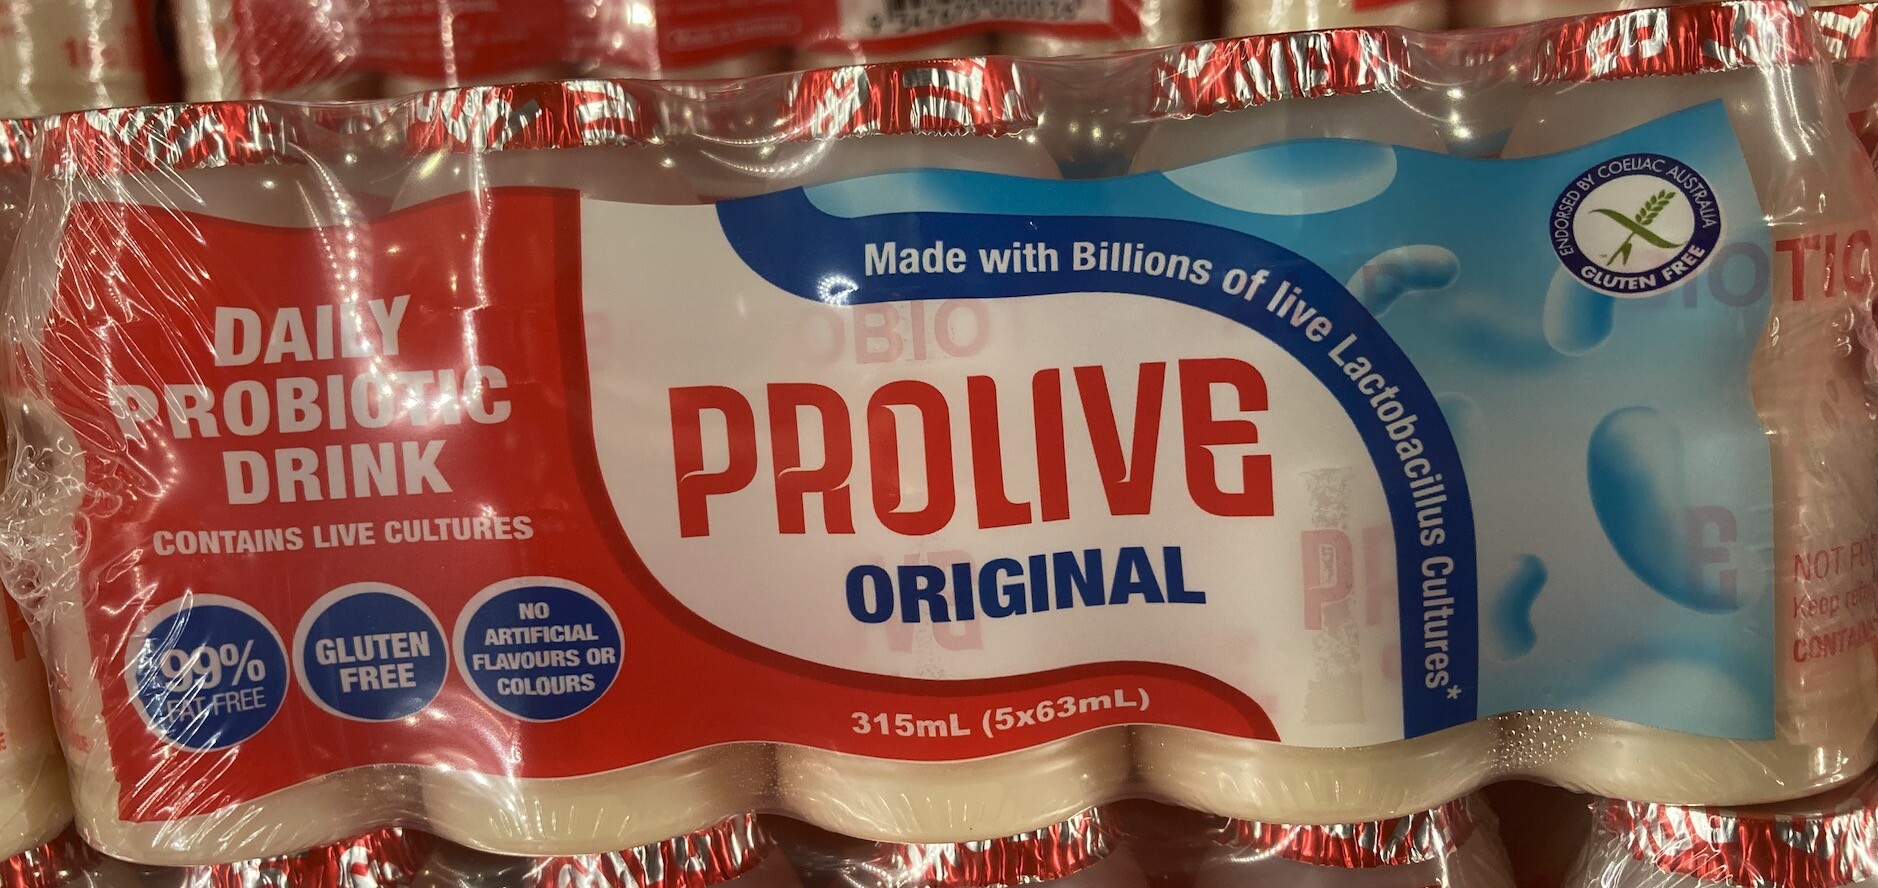 DAILY
PROBIOTIC
DRINK
CONTAINS LIVE CULTURES
99%
FAT FREE
GLUTEN
FREE
NO
ARTIFICIAL
FLAVOURS OR
COLOURS
Made with Billions of live Lactobacillus Cultures*
PROLIVE
ORIGINAL
315mL (5x63mL)
ENDORSED BY COELIAC AUSTRALIA
GLUTEN FREE